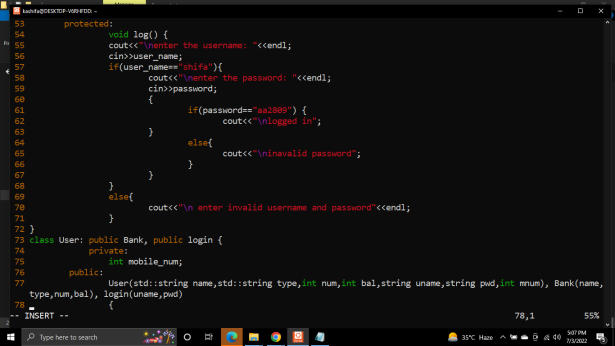 kashifa@DESKTOP-V6RHFDD: ~
53 protected:
54 void log() {
55 cout<<"\nenter the username: "<<endl;
56 cin>>user_name;
57 if(user_name=="shifa"){
58 cout<<"\nenter the password: "<<endl;
59 cin>>password;
60 {
61 if(password=="aa2009") {
62 cout<<"\nlogged in";
63 }
64 else{
65 cout<<"\ninavalid password";
66 }
67 }
68 }
69 else{
70 cout<<"\n enter invalid username and password"<<endl;
71 }
72 }
73 class User: public Bank, public login {
74 private:
75 int mobile_num;
76 public:
77 User(std::string name,std::string type,int num,int bal,string uname,string pwd,int mnum), Bank(name,
type,num,bal), login(uname,pwd)
78 {
-- INSERT -- 78,1 55%
Type here to search
35°C Haze
5:07 PM
7/3/2022